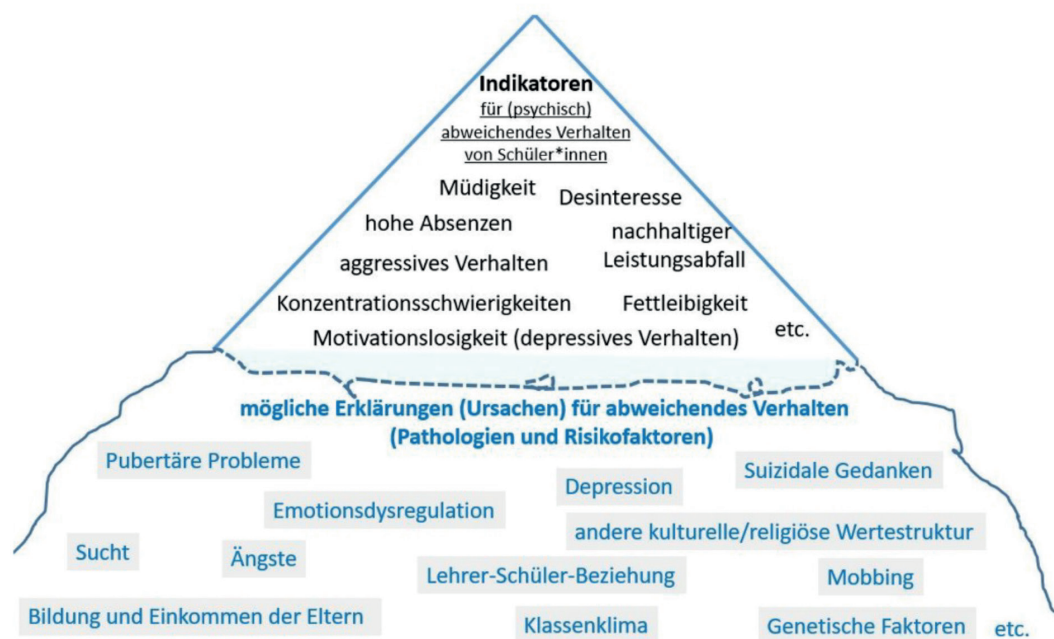 Indikatoren
für (psychisch)
abweichendes Verhalten
von Schüler*innen
Müdigkeit
Desinteresse
hohe Absenzen
nachhaltiger
Leistungsabfall
aggressives Verhalten
Konzentrationsschwierigkeiten
Fettleibigkeit
Motivationslosigkeit (depressives Verhalten)
etc.
mögliche Erklärungen (Ursachen) für abweichendes Verhalten
(Pathologien und Risikofaktoren)
Pubertäre Probleme
Suizidale Gedanken
Depression
Emotionsdysregulation
andere kulturelle/religiöse Wertestruktur
Sucht
Ängste
Lehrer-Schüler-Beziehung
Mobbing
Bildung und Einkommen der Eltern
Klassenklima
Genetische Faktoren
etc.